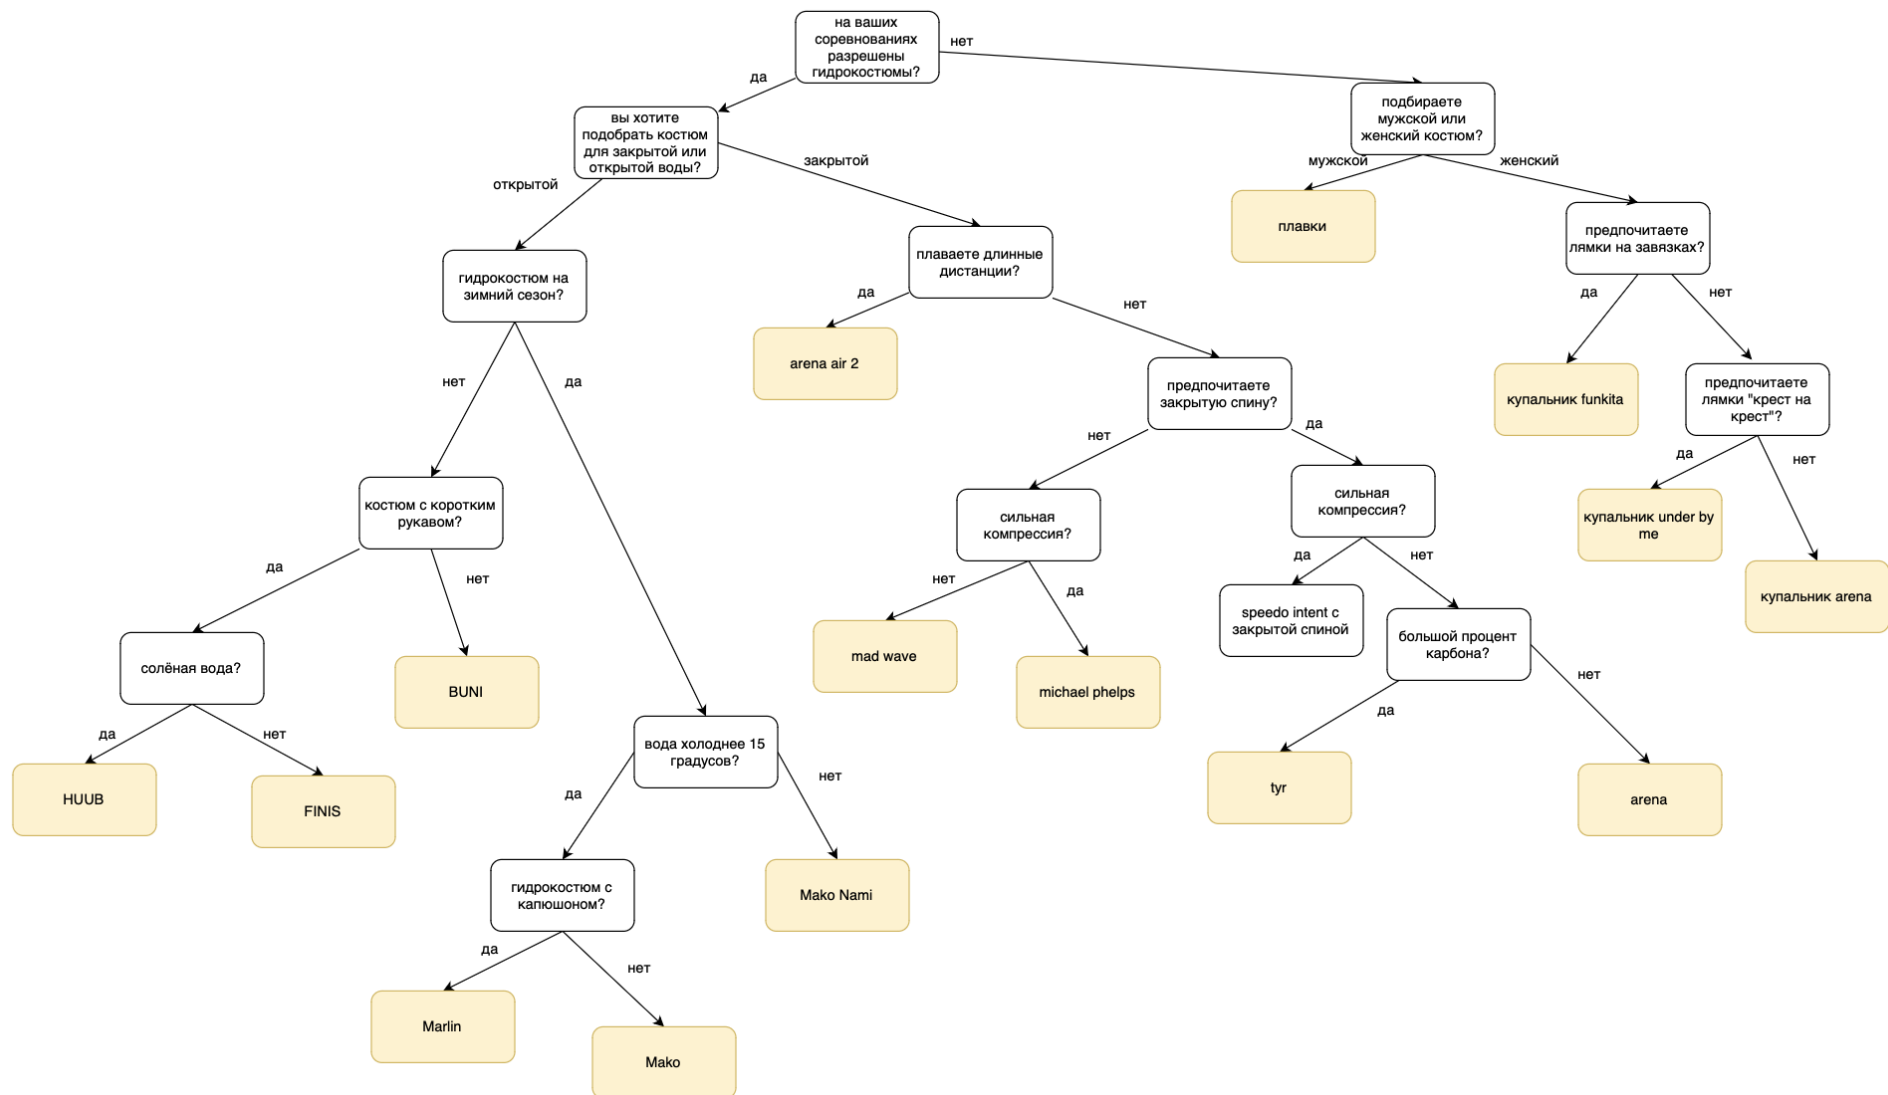 на ваших
соревнованиях
разрешены
гидрокостюмы?
нет
да
подбираете
мужской или
женский костюм?
вы хотите
подобрать костюм
для закрытой или
открытой воды?
закрытой
мужской
женский
открытой
плавки
предпочитаете
лямки на завязках?
плаваете длинные
дистанции?
гидрокостюм на
зимний сезон?
да
нет
да
нет
arena air 2
предпочитаете
закрытую спину?
купальник funkita
предпочитаете
лямки "крест на
крест"?
нет
да
нет
да
да
нет
костюм с коротким
рукавом?
сильная
компрессия?
сильная
компрессия?
купальник under by
me
купальник arena
да
нет
нет
да
да
нет
speedo intent с
закрытой спиной
большой процент
карбона?
солёная вода?
BUNI
mad wave
michael phelps
нет
да
да
нет
вода холоднее 15
градусов?
HUUB
FINIS
tyr
arena
да
нет
гидрокостюм с
капюшоном?
Mako Nami
да
нет
Marlin
Mako